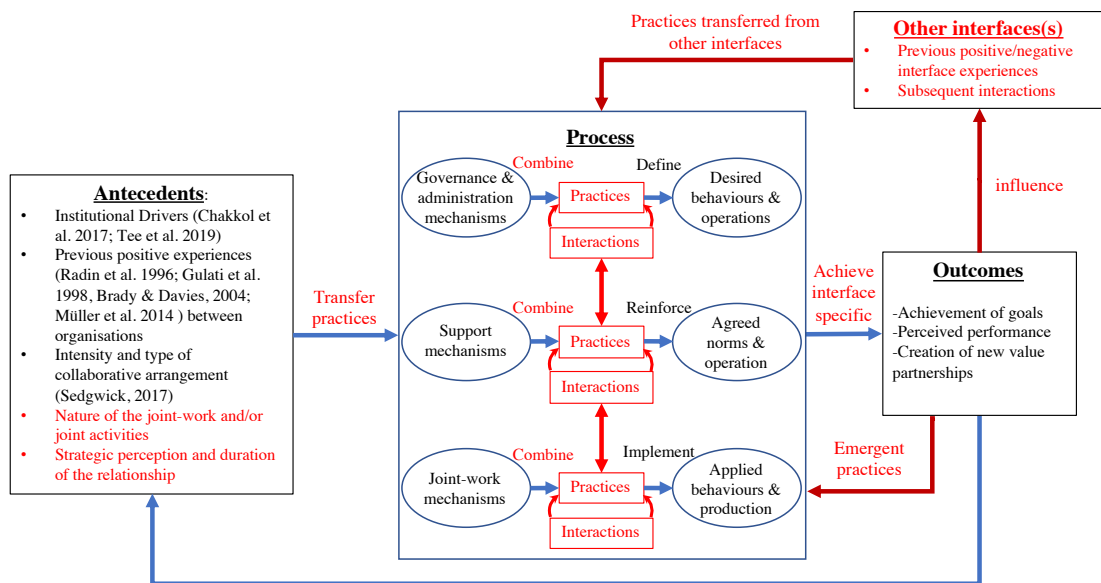 Practices transferred from
other interfaces
Other interfaces(s)
• Previous positive/negative
interface experiences
• Subsequent interactions
influence
Antecedents:
• Institutional Drivers (Chakkol et
al. 2017; Tee et al. 2019)
• Previous positive experiences
(Radin et al. 1996; Gulati et al.
1998, Brady & Davies, 2004;
Müller et al. 2014 ) between
organisations
• Intensity and type of
collaborative arrangement
(Sedgwick, 2017)
• Nature of the joint-work and/or
joint activities
• Strategic perception and duration
of the relationship
Transfer
practices
Process
Governance &
administration
mechanisms
Combine
Practices
Interactions
Define
Desired
behaviours &
operations
Support
mechanisms
Combine
Practices
Interactions
Reinforce
Agreed
norms &
operation
Joint-work
mechanisms
Combine
Practices
Interactions
Implement
Applied
behaviours &
production
Achieve
interface
specific
Outcomes
-Achievement of goals
-Perceived performance
-Creation of new value
partnerships
Emergent
practices